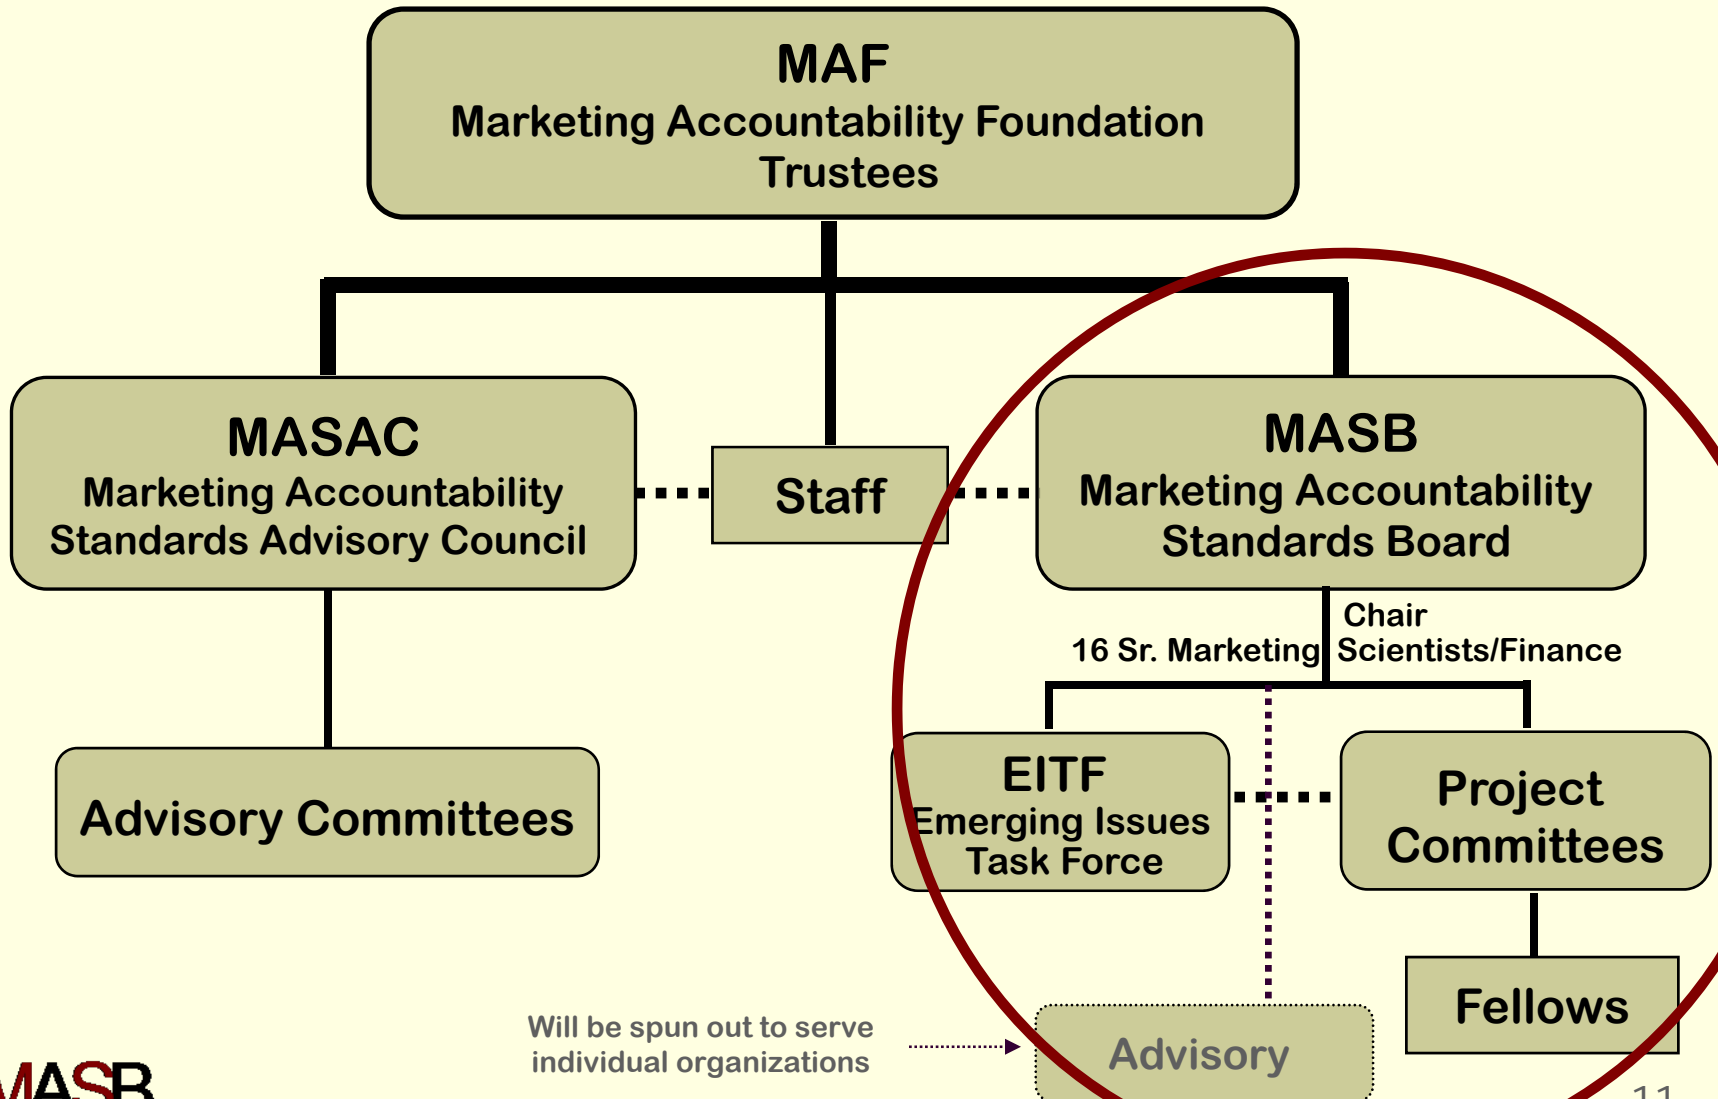 MAF
Marketing Accountability Foundation
Trustees
MASAC
Marketing Accountability
Standards Advisory Council
Staff
MASB
Marketing Accountability
Standards Board
Chair
16 Sr. Marketing Scientists/Finance
Advisory Committees
EITF
Emerging Issues
Task Force
Project
Committees
Fellows
Will be spun out to serve
individual organizations
Advisory
MASB
11